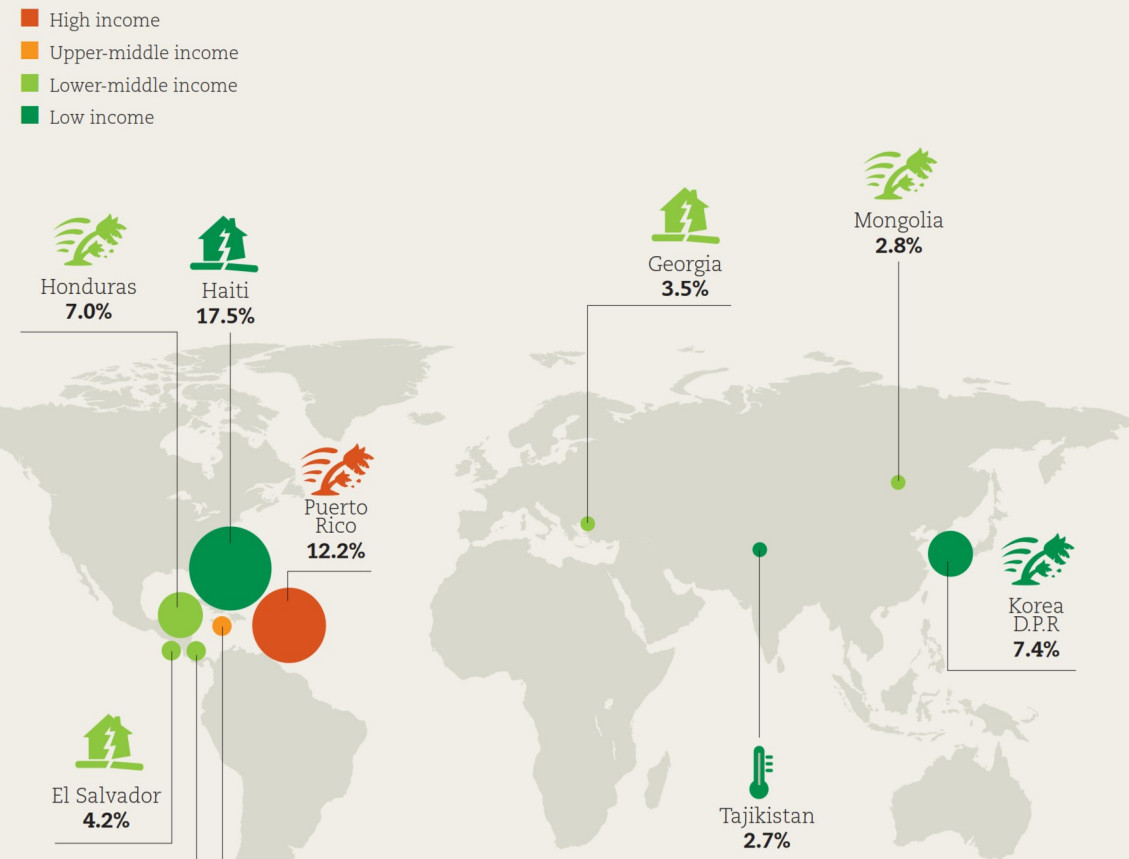 High income
Upper-middle income
Lower-middle income
Low income
Honduras
7.0%
Haiti
17.5%
Puerto
Rico
12.2%
Georgia
3.5%
Mongolia
2.8%
Korea
D.P.R
7.4%
El Salvador
4.2%
Tajikistan
2.7%